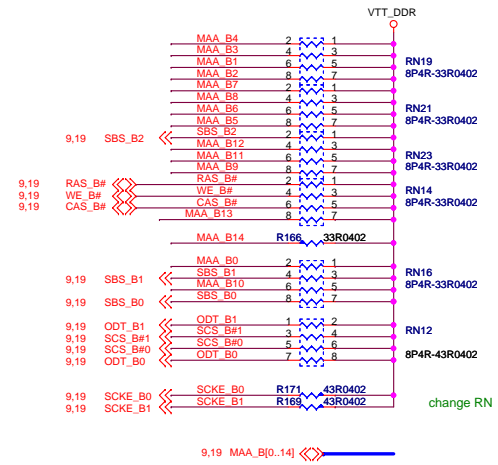 VTT_DDR
MAA_B4 2 1
MAA_B3 4 3
MAA_B1 6 5 RN19
MAA_B2 8 7 8P4R-33R0402
MAA_B7 2 1
MAA_B8 4 3
MAA_B6 6 5 RN21
MAA_B5 8 7 8P4R-33R0402
9,19 SBS_B2 SBS_B2 2 1
MAA_B12 4 3
MAA_B11 6 5 RN23
MAA_B9 8 7 8P4R-33R0402
9,19 RAS_B# RAS_B# 2 1
9,19 WE_B# WE_B# 4 3 RN14
9,19 CAS_B# CAS_B# 6 5 8P4R-33R0402
MAA_B13 8 7
MAA_B14 R166 33R0402
MAA_B0 2 1
9,19 SBS_B1 SBS_B1 4 3 RN16
MAA_B10 6 5 8P4R-33R0402
9,19 SBS_B0 SBS_B0 8 7
9,19 ODT_B1 ODT_B1 1 2
9,19 SCS_B#1 SCS_B#1 3 4 RN12
9,19 SCS_B#0 SCS_B#0 5 6
9,19 ODT_B0 ODT_B0 7 8 8P4R-43R0402
9,19 SCKE_B0 SCKE_B0 R171 43R0402
9,19 SCKE_B1 SCKE_B1 R169 43R0402
change RN
9,19 MAA_B[0..14]